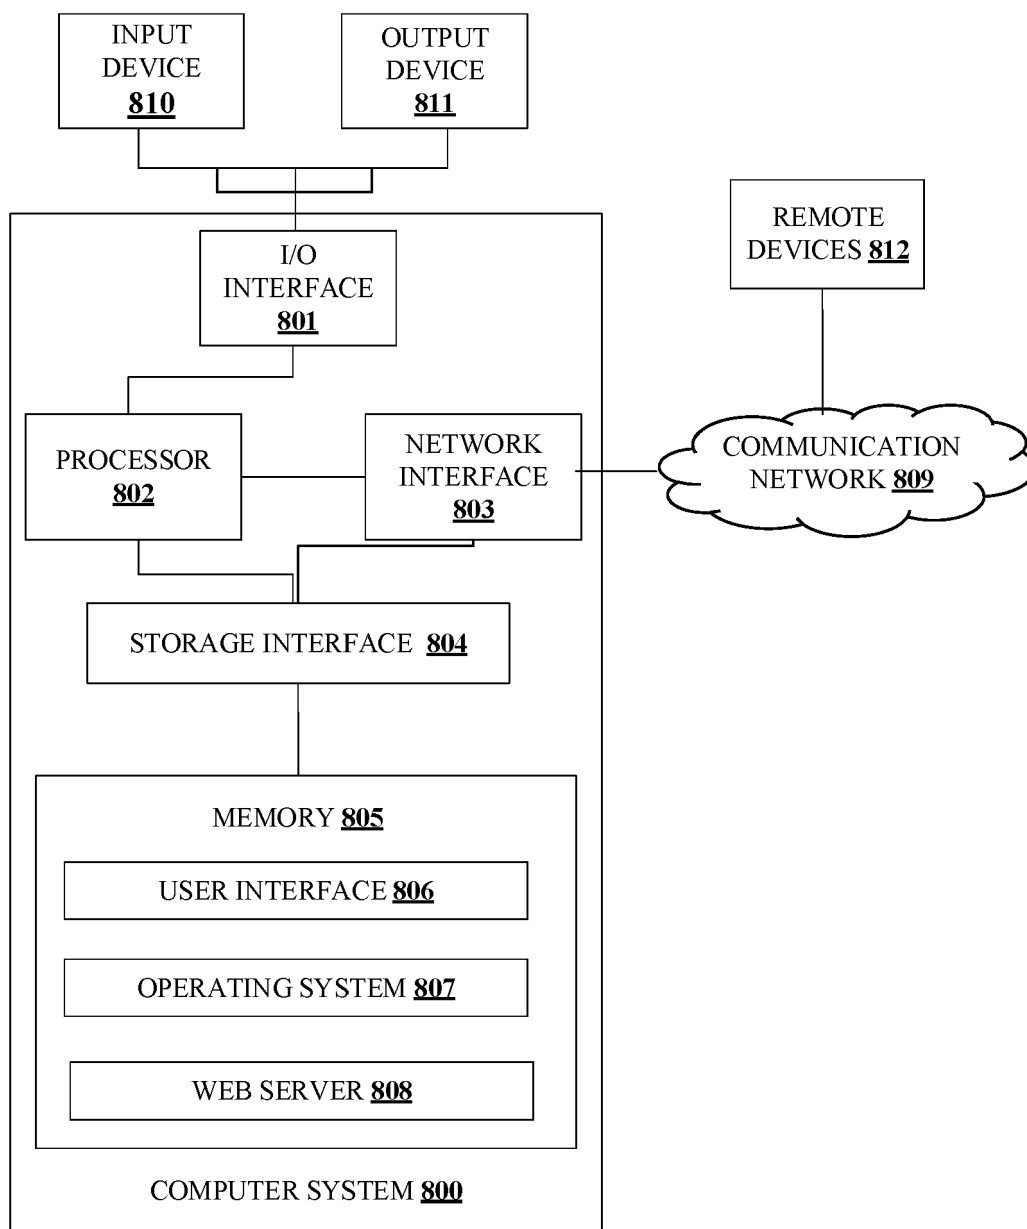 INPUT
DEVICE
810
OUTPUT
DEVICE
811
I/O
INTERFACE
801
REMOTE
DEVICES 812
PROCESSOR
802
NETWORK
INTERFACE
803
COMMUNICATION
NETWORK 809
STORAGE INTERFACE 804
MEMORY 805
USER INTERFACE 806
OPERATING SYSTEM 807
WEB SERVER 808
COMPUTER SYSTEM 800